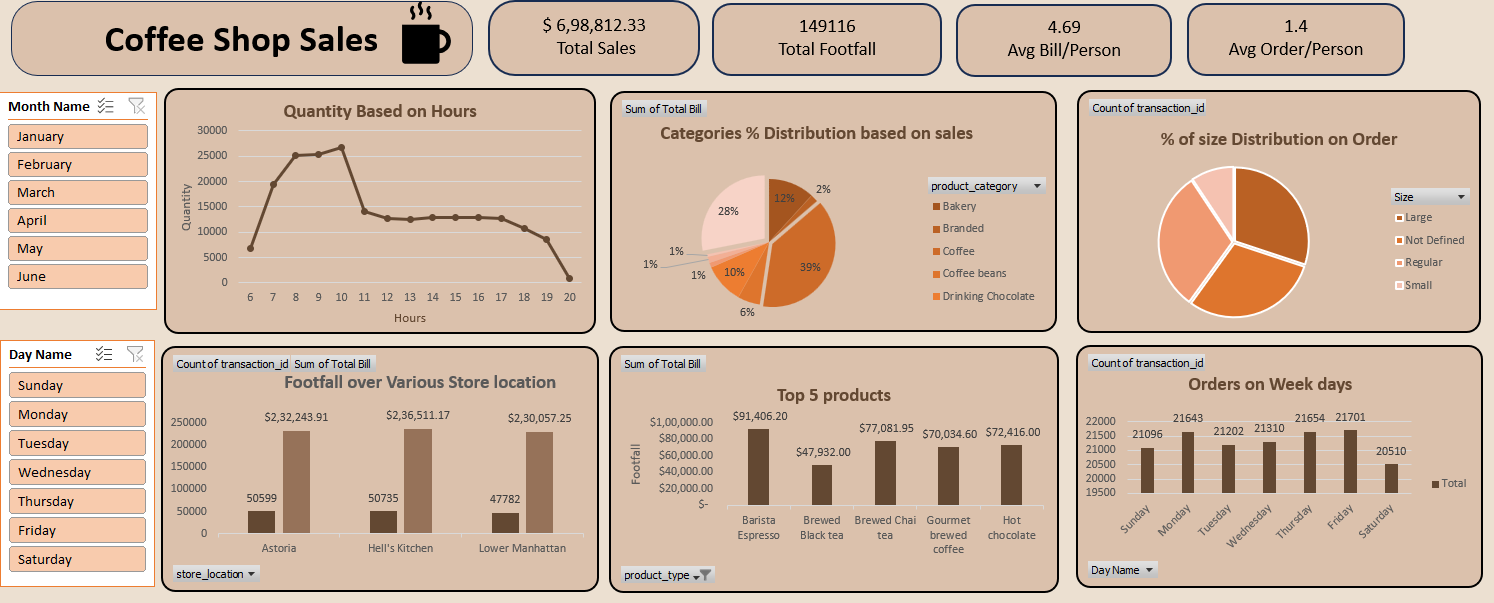 Coffee Shop Sales
$ 6,98,812.33
Total Sales
149116
Total Footfall
4.69
Avg Bill/Person
1.4
Avg Order/Person
Month Name
January
February
March
April
May
June
Quantity Based on Hours
30000
25000
20000
15000
10000
5000
0
Quantity
6 7 8 9 10 11 12 13 14 15 16 17 18 19 20
Hours
Sum of Total Bill
Categories % Distribution based on sales
12%
2%
39%
6%
10%
1%
1%
1%
28%
product_category
Bakery
Branded
Coffee
Coffee beans
Drinking Chocolate
Count of transaction_id
% of size Distribution on Order
Size
Large
Not Defined
Regular
Small
Day Name
Sunday
Monday
Tuesday
Wednesday
Thursday
Friday
Saturday
Count of transaction_id Sum of Total Bill
Footfall over Various Store location
250000
200000
150000
100000
50000
0
50599
$2,32,243.91
50735
$2,36,511.17
47782
$2,30,057.25
Astoria
Hell's Kitchen
Lower Manhattan
store_location
Sum of Total Bill
Top 5 products
Footfall
$1,00,000.00
$80,000.00
$60,000.00
$40,000.00
$20,000.00
$-
$91,406.20
$47,932.00
$77,081.95
$70,034.60
$72,416.00
Barista
Espresso
Brewed
Black tea
Brewed Chai
tea
Gourmet
brewed
coffee
Hot
chocolate
product_type
Count of transaction_id
Orders on Week days
22000
21500
21000
20500
20000
19500
21096
21643
21202
21310
21654
21701
20510
Sunday
Monday
Tuesday
Wednesday
Thursday
Friday
Saturday
Total
Day Name